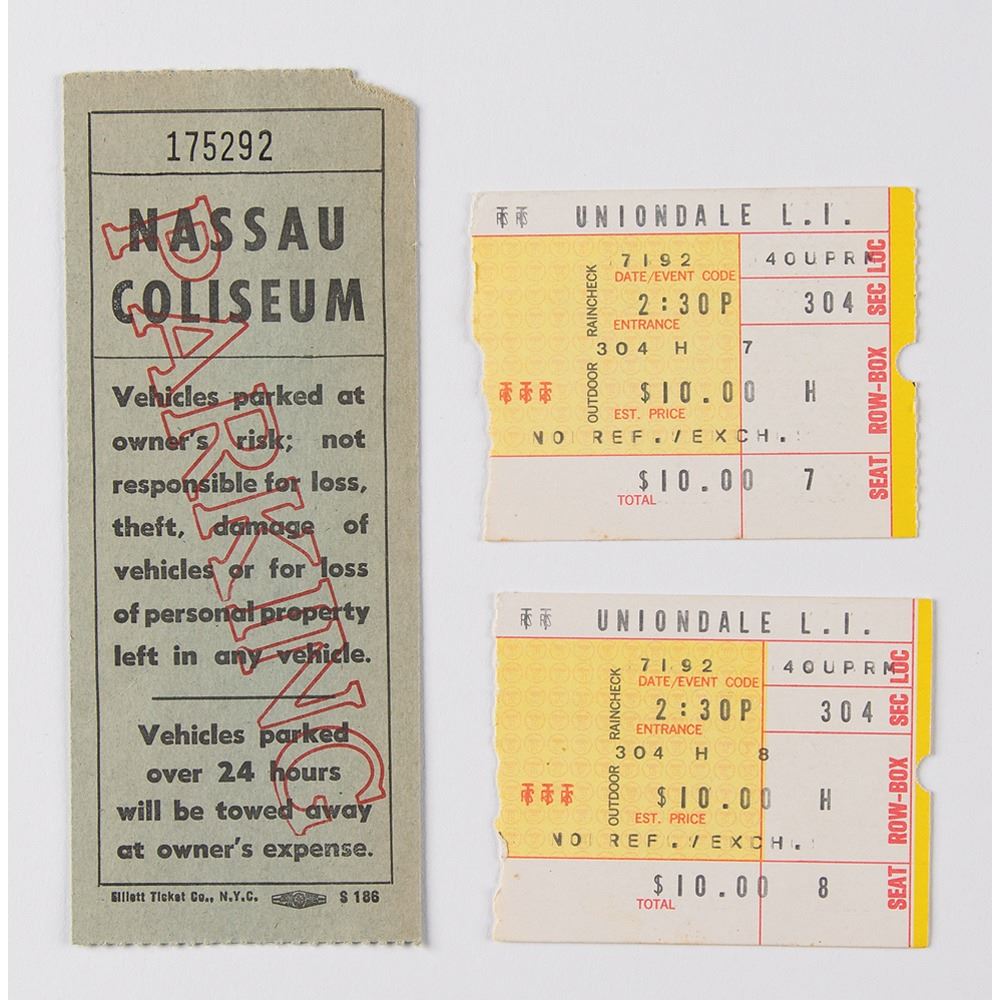 175292
NASSAU
COLISEUM
PARKING
Vehicles parked at
owner's risk; not
responsible for loss,
theft, damage of
vehicles or for loss
of personal property
left in any vehicle.
Vehicles parked
over 24 hours
will be towed away
at owner's expense.
Ellett Ticket Co., N.Y.C. S 186
UNIONDALE L.I.
7192 40UPRM
DATE/EVENT CODE
2:30P 304
ENTRANCE
304 H 7
$10.00 H
EST. PRICE
NO REF./EXCH.
$10.00 7
TOTAL
OUTDOOR RAINCHECK
SEAT ROW-BOX SEC LOC
UNIONDALE L.I.
7192 40UPRM
DATE/EVENT CODE
2:30P 304
ENTRANCE
304 H 8
$10.00 H
EST. PRICE
NO REF./EXCH.
$10.00 8
TOTAL
OUTDOOR RAINCHECK
SEAT ROW-BOX SEC LOC